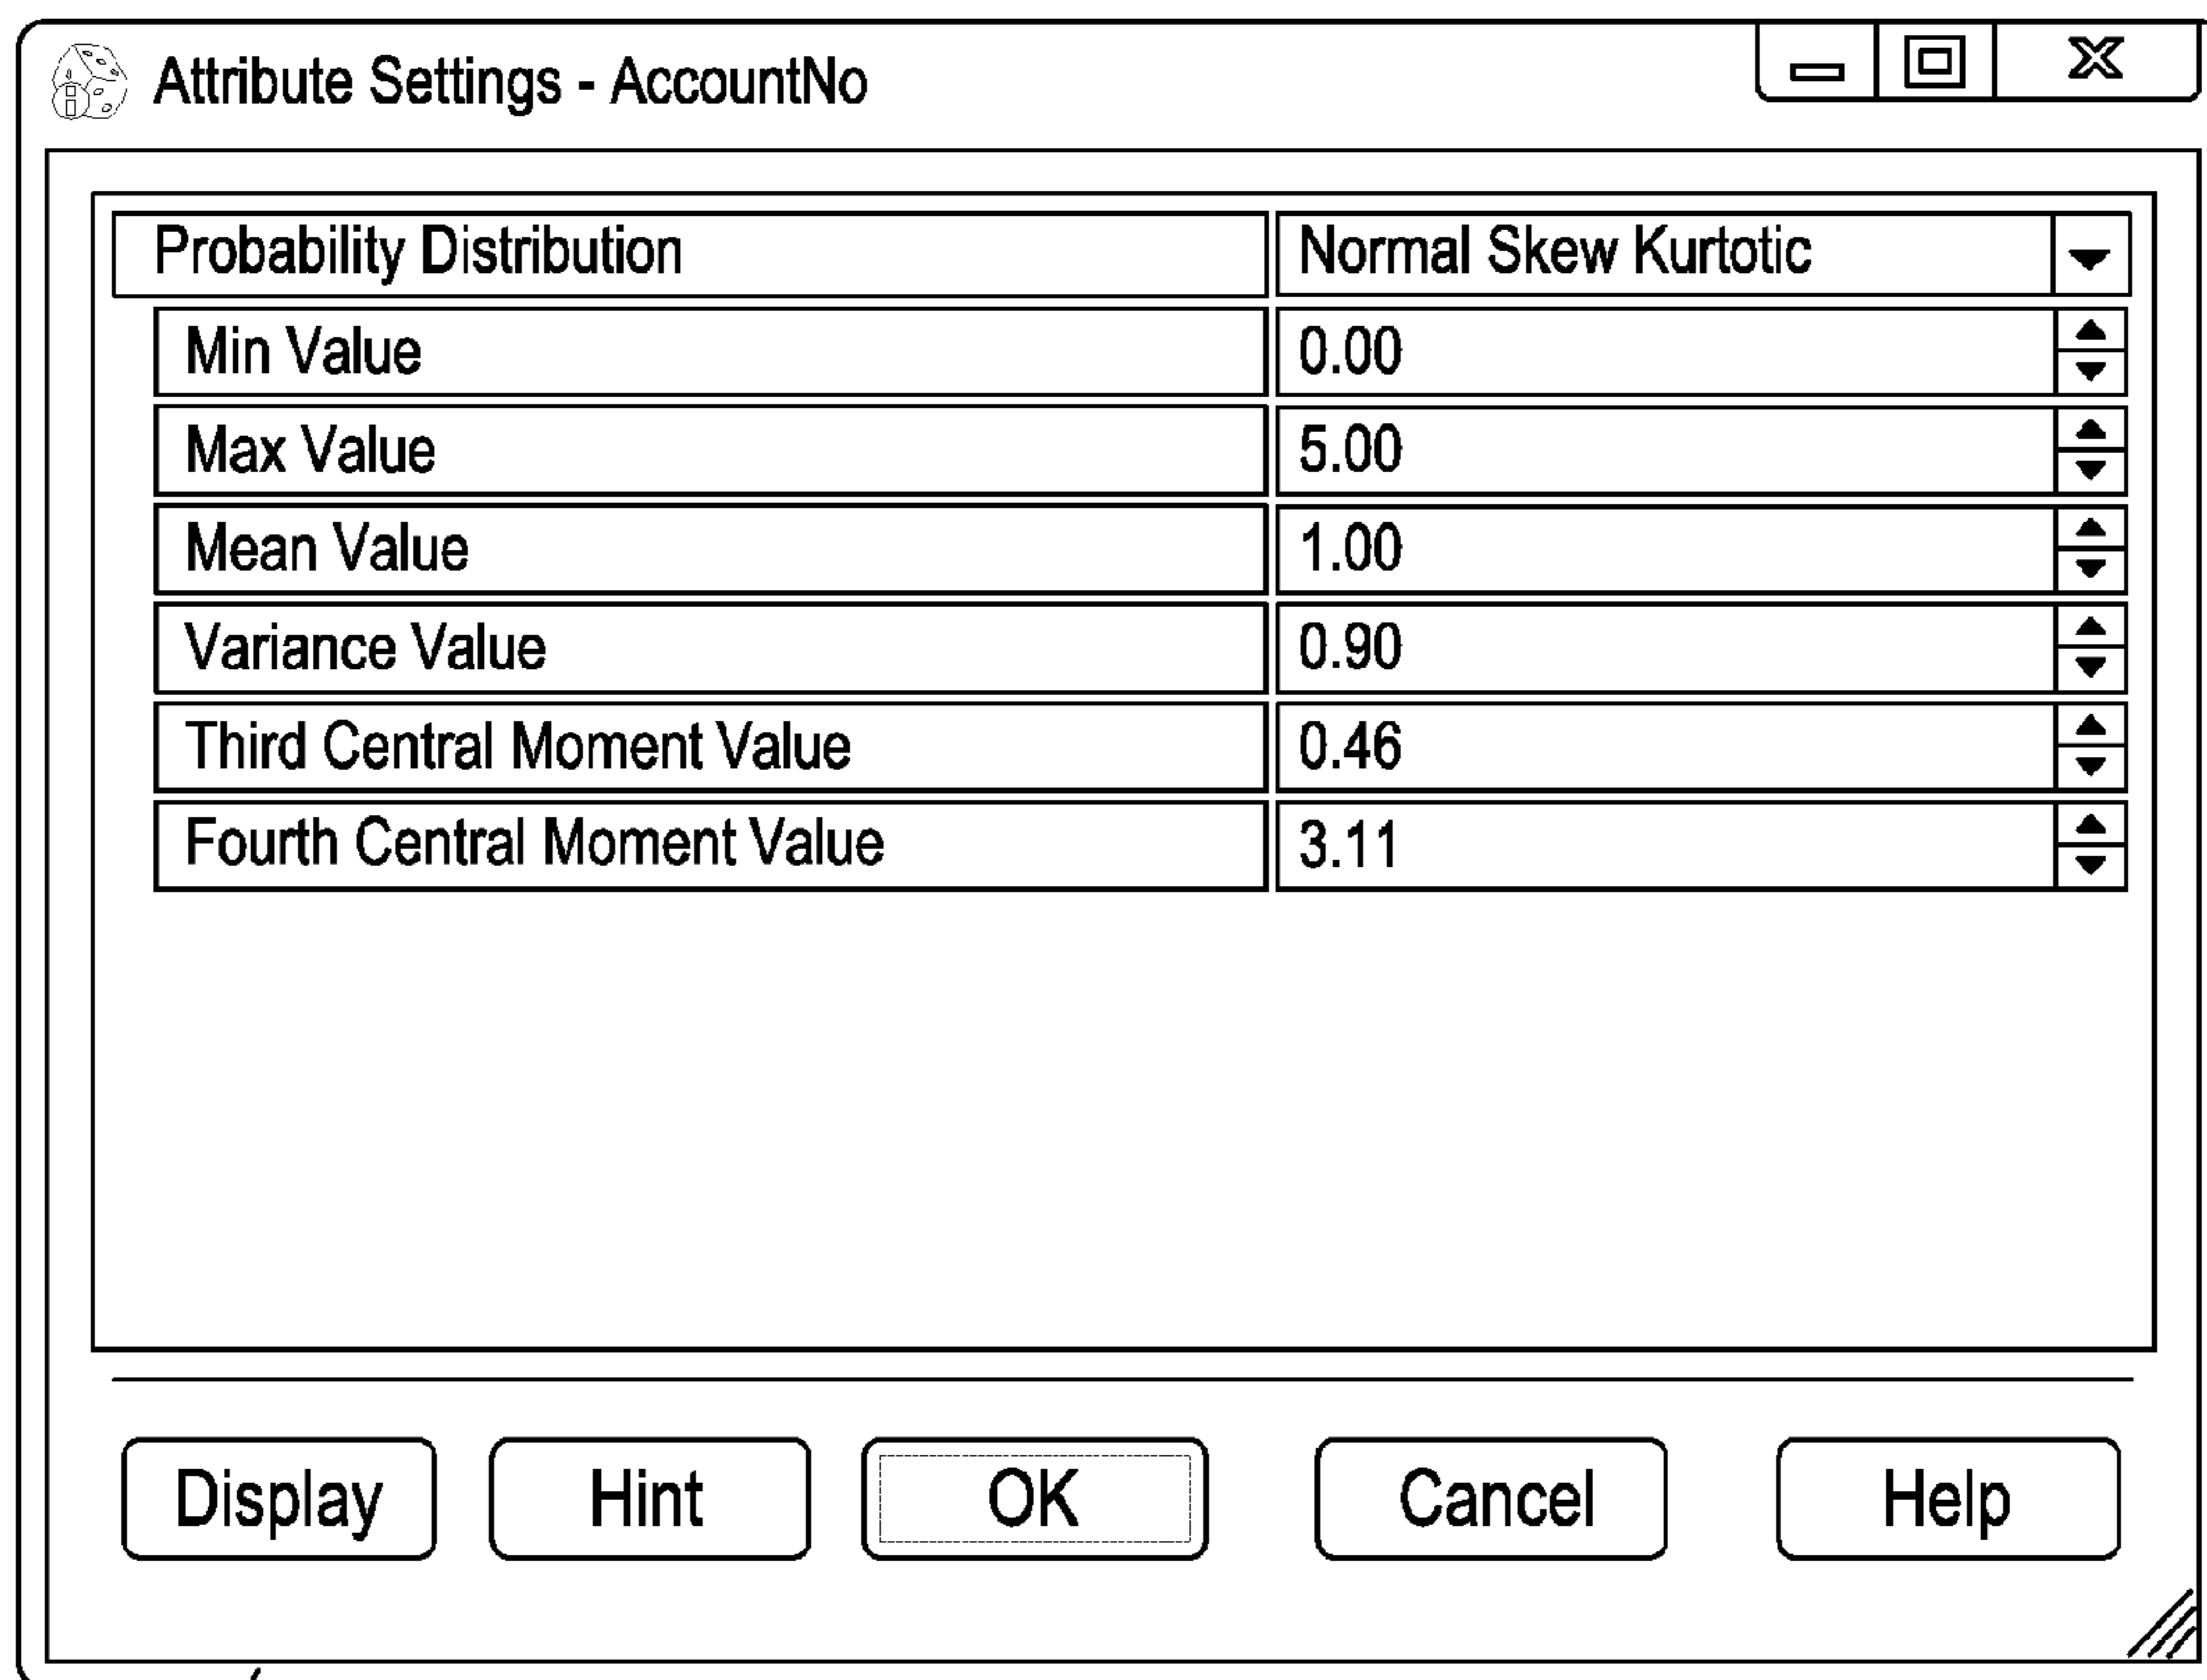 Attribute Settings - AccountNo
Probability Distribution Normal Skew Kurtotic
Min Value 0.00
Max Value 5.00
Mean Value 1.00
Variance Value 0.90
Third Central Moment Value 0.46
Fourth Central Moment Value 3.11
Display Hint OK Cancel Help